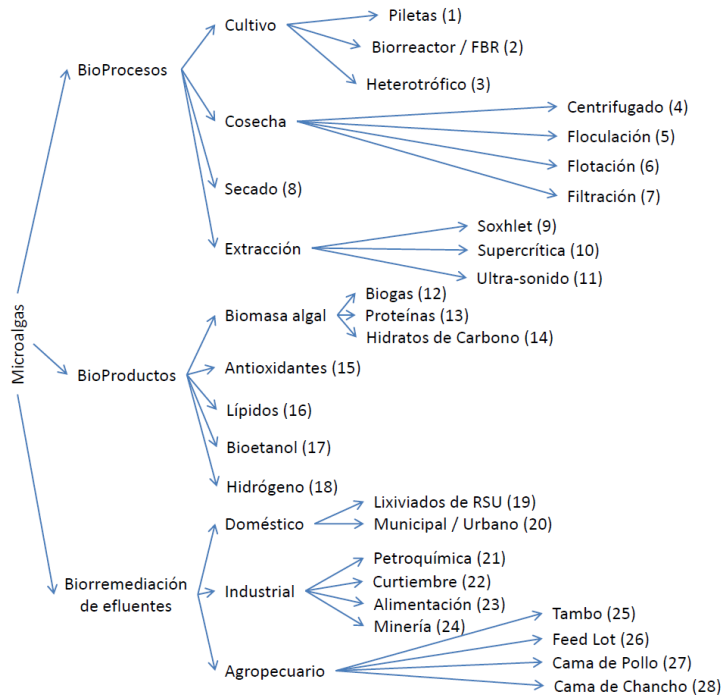 Microalgas
BioProcesos
Cultivo
Piletas (1)
Biorreactor / FBR (2)
Heterotrófico (3)
Cosecha
Centrifugado (4)
Floculación (5)
Flotación (6)
Filtración (7)
Secado (8)
Extracción
Soxhlet (9)
Supercrítica (10)
Ultra-sonido (11)
BioProductos
Biomasa algal
Biogas (12)
Proteínas (13)
Hidratos de Carbono (14)
Antioxidantes (15)
Lípidos (16)
Bioetanol (17)
Hidrógeno (18)
Biorremediación
de efluentes
Doméstico
Lixiviados de RSU (19)
Municipal / Urbano (20)
Industrial
Petroquímica (21)
Curtiembre (22)
Alimentación (23)
Minería (24)
Agropecuario
Tambo (25)
Feed Lot (26)
Cama de Pollo (27)
Cama de Chancho (28)